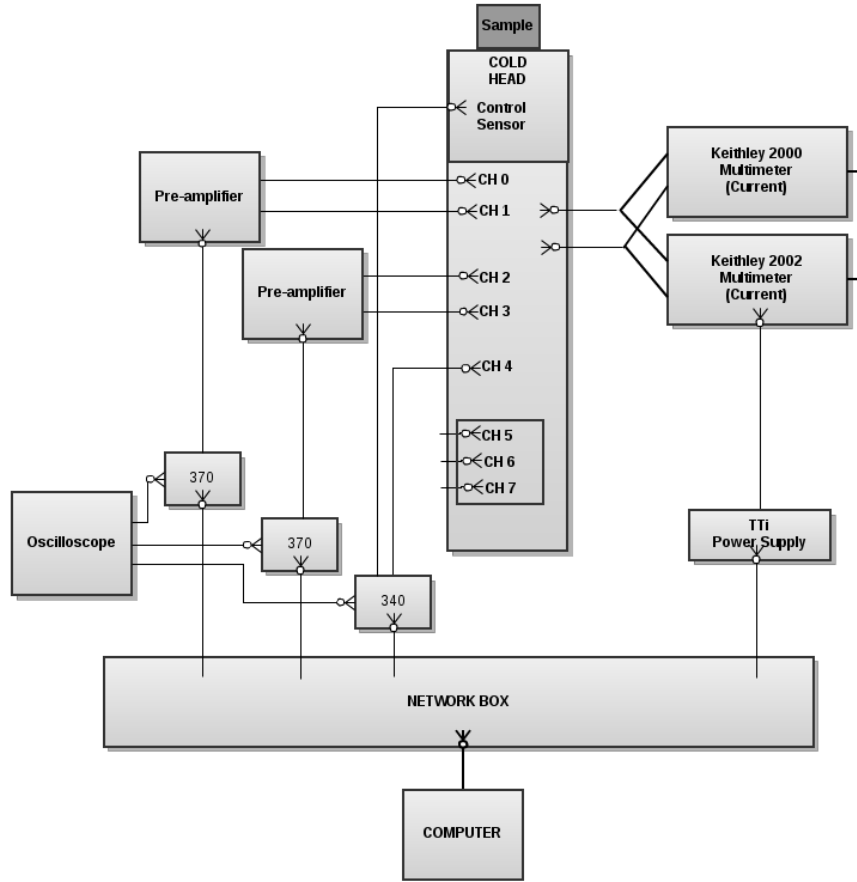 Sample
COLD
HEAD
Control
Sensor
Keithley 2000
Multimeter
(Current)
Pre-amplifier
CH 0
CH 1
Keithley 2002
Multimeter
(Current)
Pre-amplifier
CH 2
CH 3
CH 4
CH 5
CH 6
CH 7
370
Oscilloscope
370
TTi
Power Supply
340
NETWORK BOX
COMPUTER